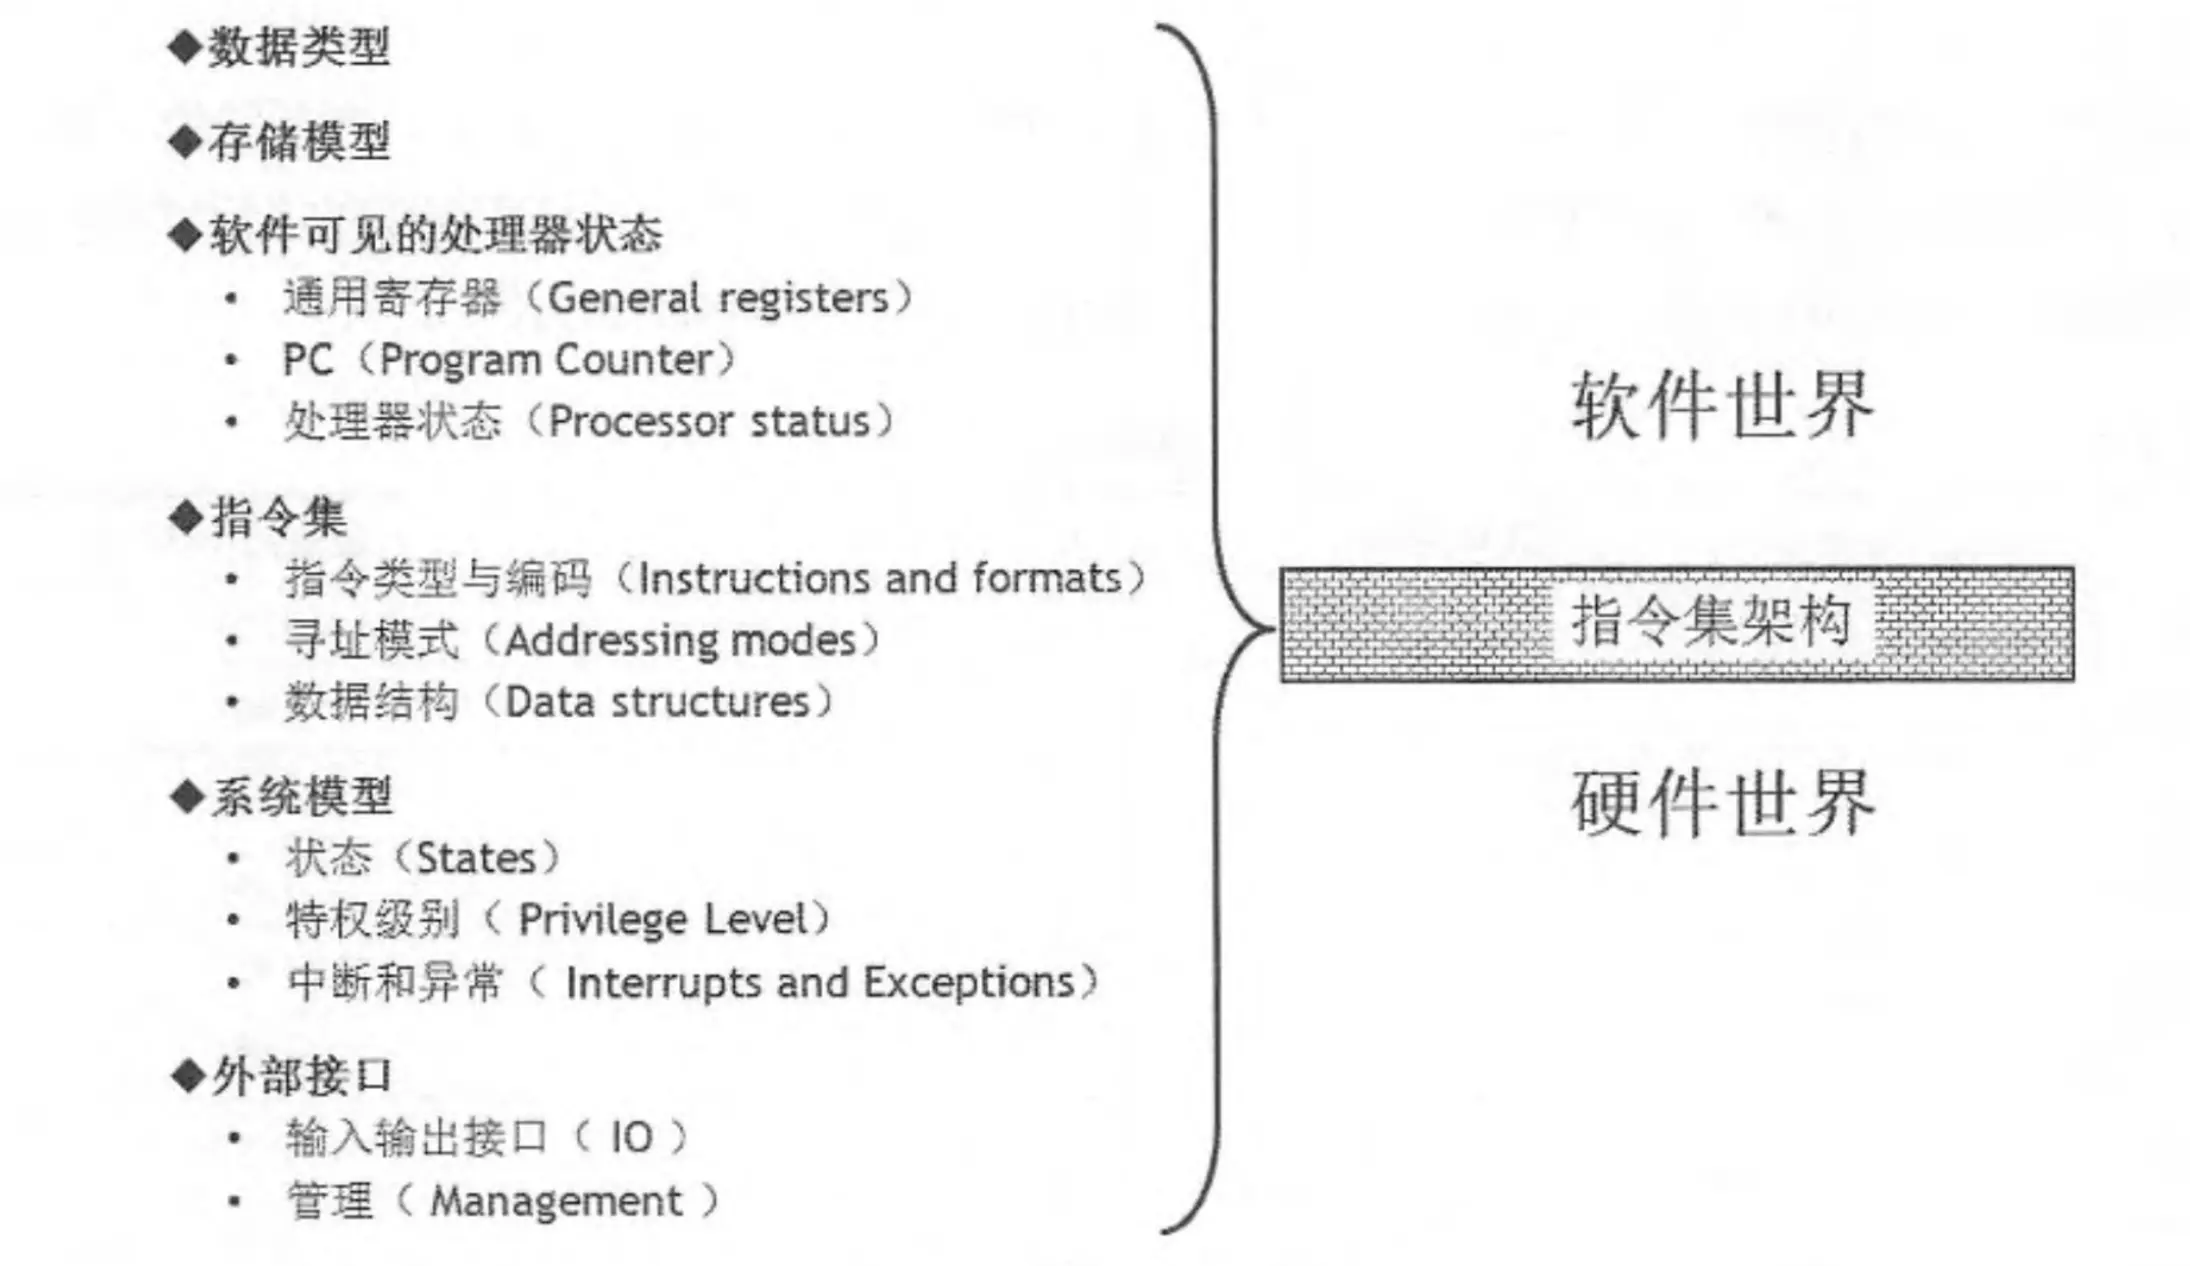 ◆数据类型
◆存储模型
◆软件可见的处理器状态
• 通用寄存器（General registers）
• PC（Program Counter）
• 处理器状态（Processor status）
◆指令集
• 指令类型与编码（Instructions and formats）
• 寻址模式（Addressing modes）
• 数据结构（Data structures）
◆系统模型
• 状态（States）
• 特权级别（ Privilege Level）
• 中断和异常（ Interrupts and Exceptions）
◆外部接口
• 输入输出接口（ IO ）
• 管理（ Management ）
软件世界
指令集架构
硬件世界